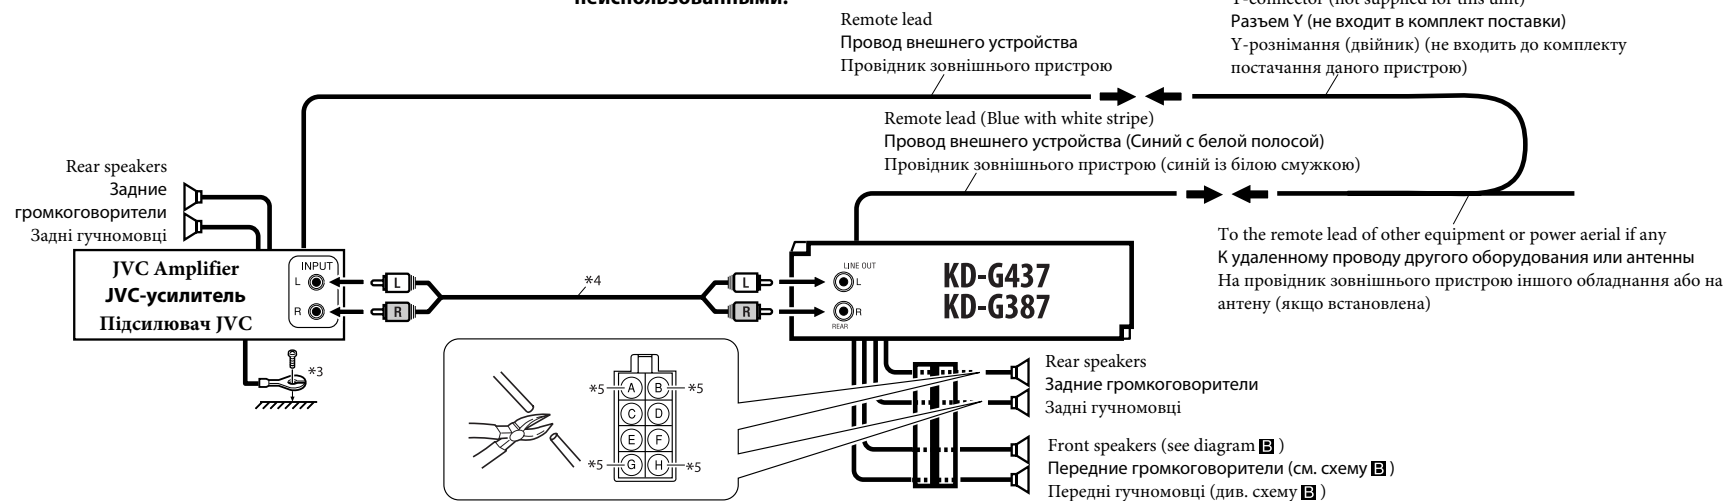 неиспользованными.
Remote lead
Провод внешнего устройства
Провідник зовнішнього пристрою
Y-connector (not supplied for this unit)
Разъем Y (не входит в комплект поставки)
Y-рознімання (двійник) (не входить до комплекту
постачання даного пристрою)
Remote lead (Blue with white stripe)
Провод внешнего устройства (Синий с белой полосой)
Провідник зовнішнього пристрою (синій із білою смужкою)
Rear speakers
Задние
громкоговорители
Задні гучномовці
To the remote lead of other equipment or power aerial if any
К удаленному проводу другого оборудования или антенны
На провідник зовнішнього пристрою іншого обладнання або на
антену (якщо встановлена)
JVC Amplifier
JVC-усилитель
Підсилювач JVC
INPUT
L
R
L
R
*4
L
R
LINE OUT
L
R
REAR
KD-G437
KD-G387
*3
*5 A B *5
C D
E F
*5 G H *5
Rear speakers
Задние громкоговорители
Задні гучномовці
Front speakers (see diagram B )
Передние громкоговорители (см. схему B )
Передні гучномовці (див. схему B )